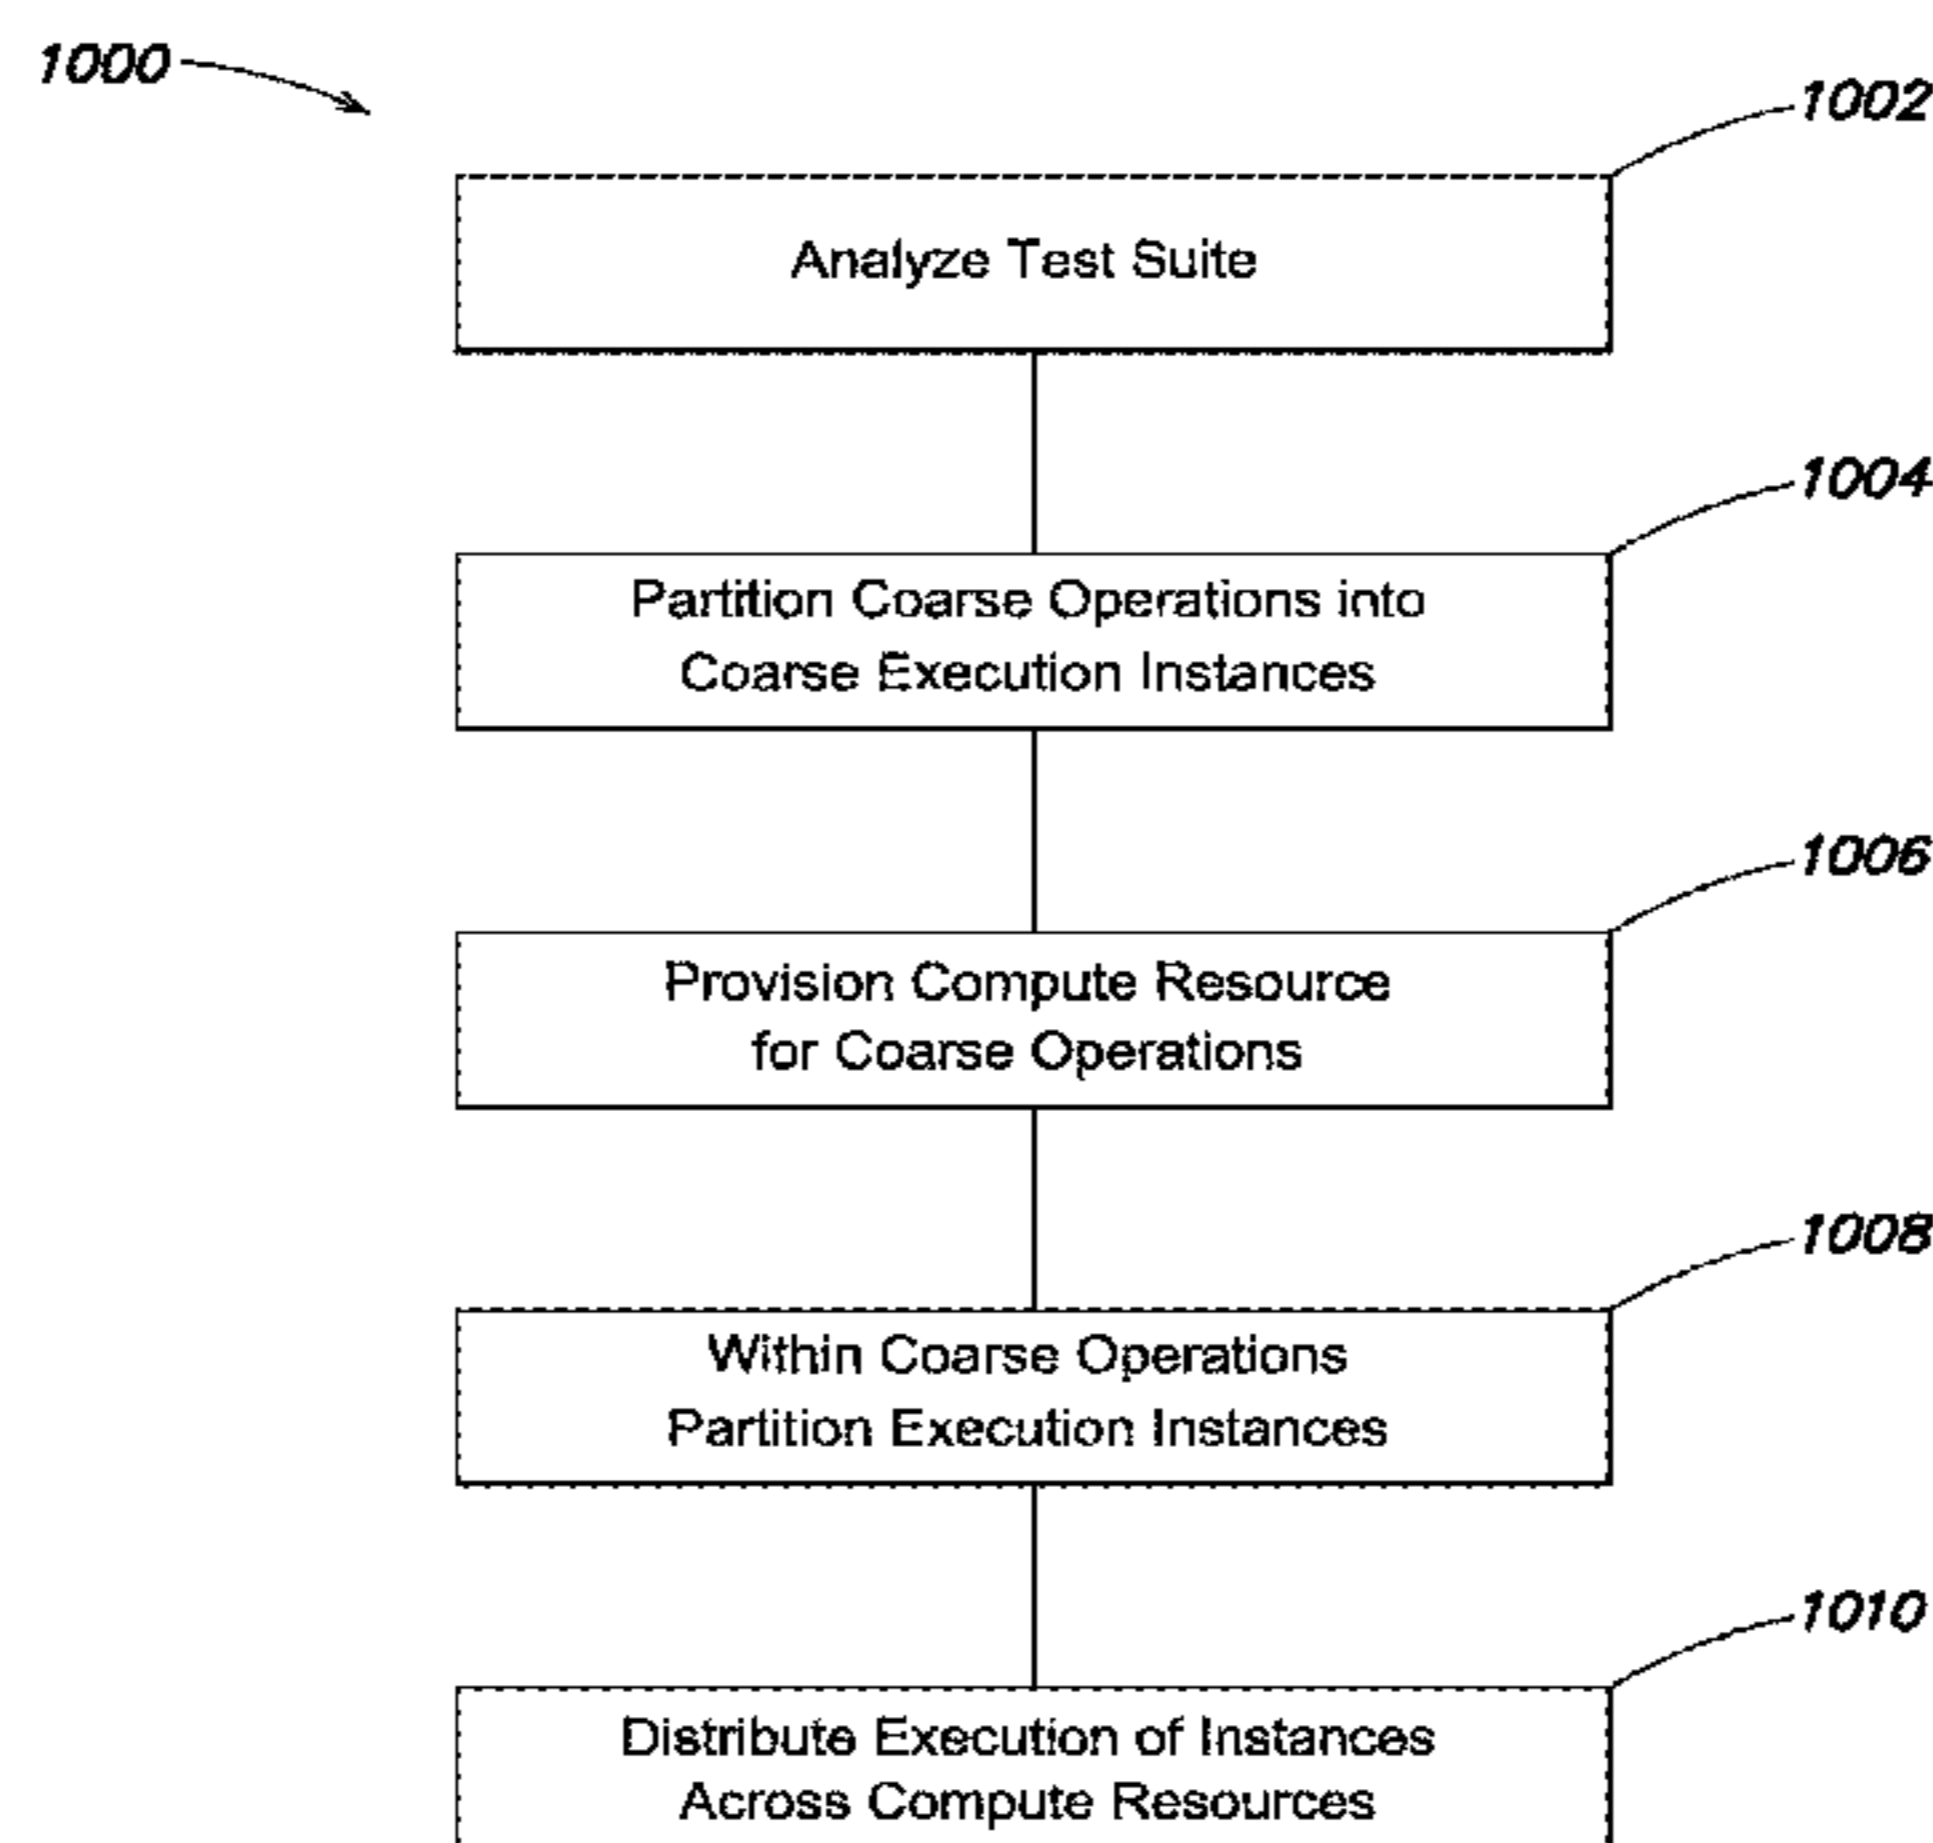 1000
1002
Analyze Test Suite
1004
Partition Coarse Operations into
Coarse Execution Instances
1006
Provision Compute Resource
for Coarse Operations
1008
Within Coarse Operations
Partition Execution Instances
1010
Distribute Execution of Instances
Across Compute Resources